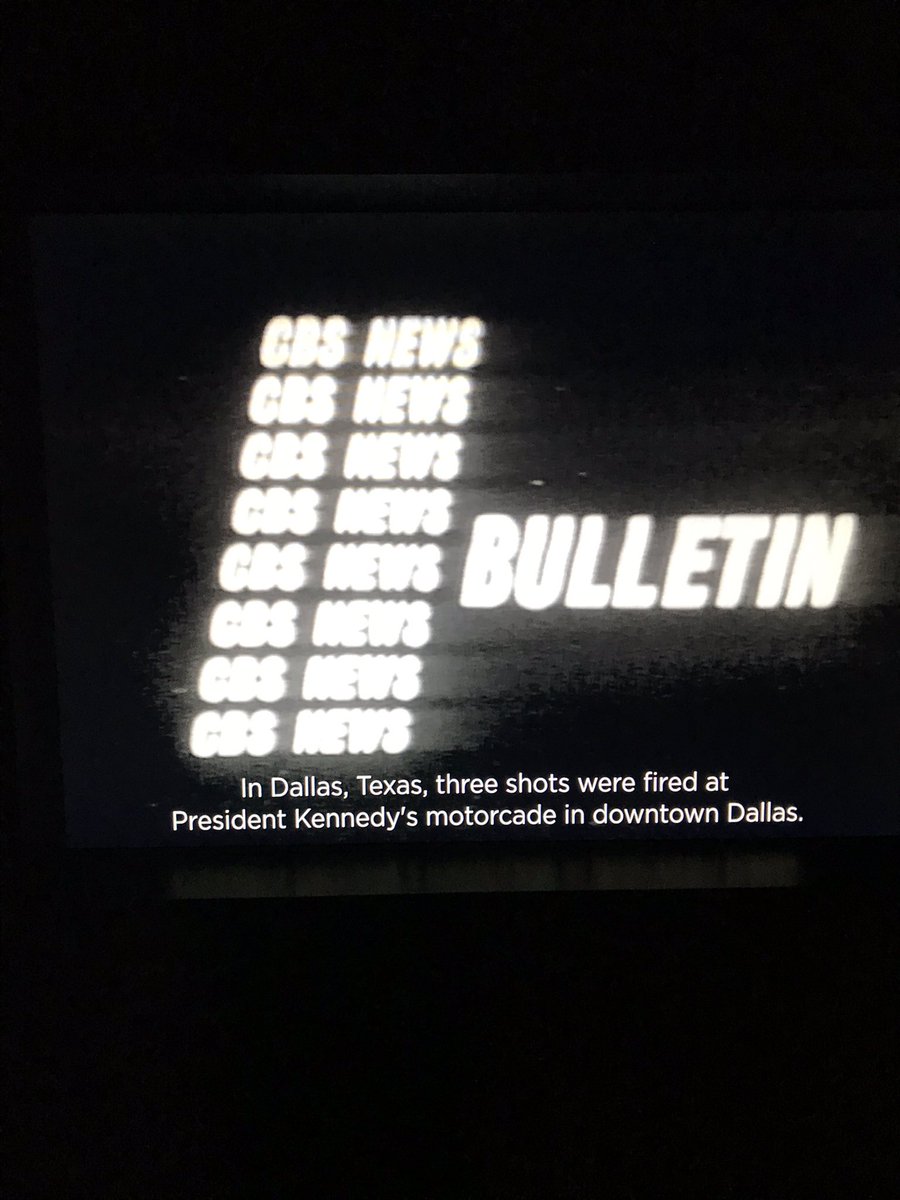 CBS NEWS
CBS NEWS
CBS NEWS
CBS NEWS
CBS NEWS
CBS NEWS
CBS NEWS
CBS NEWS
BULLETIN
In Dallas, Texas, three shots were fired at
President Kennedy's motorcade in downtown Dallas.